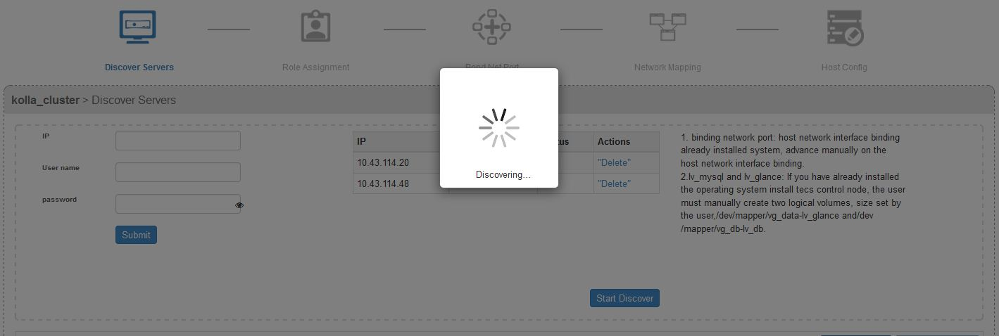 Discover Servers
Role Assignment
Bond Net Port
Network Mapping
Host Config
kolla_cluster > Discover Servers
IP
User name
password
Submit
IP tus Actions
10.43.114.20 "Delete"
10.43.114.48 "Delete"
Start Discover
Discovering...
1. binding network port: host network interface binding
already installed system, advance manually on the
host network interface binding.
2.lv_mysql and lv_glance: If you have already installed
the operating system install tecs control node, the user
must manually create two logical volumes, size set by
the user,/dev/mapper/vg_data-lv_glance and/dev
/mapper/vg_db-lv_db.